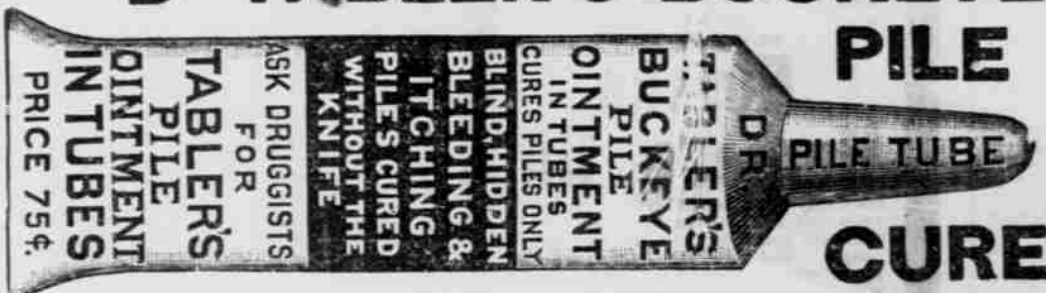 PILE
CURE
PILE TUBE
DR.
TABLER'S
BUCKEYE
PILE
OINTMENT
IN TUBES
CURES PILES ONLY
BLIND, HIDDEN
BLEEDING &
ITCHING
PILES CURED
WITHOUT THE
KNIFE
ASK DRUGGISTS
FOR
TABLER'S
PILE
OINTMENT
IN TUBES
PRICE 75¢.